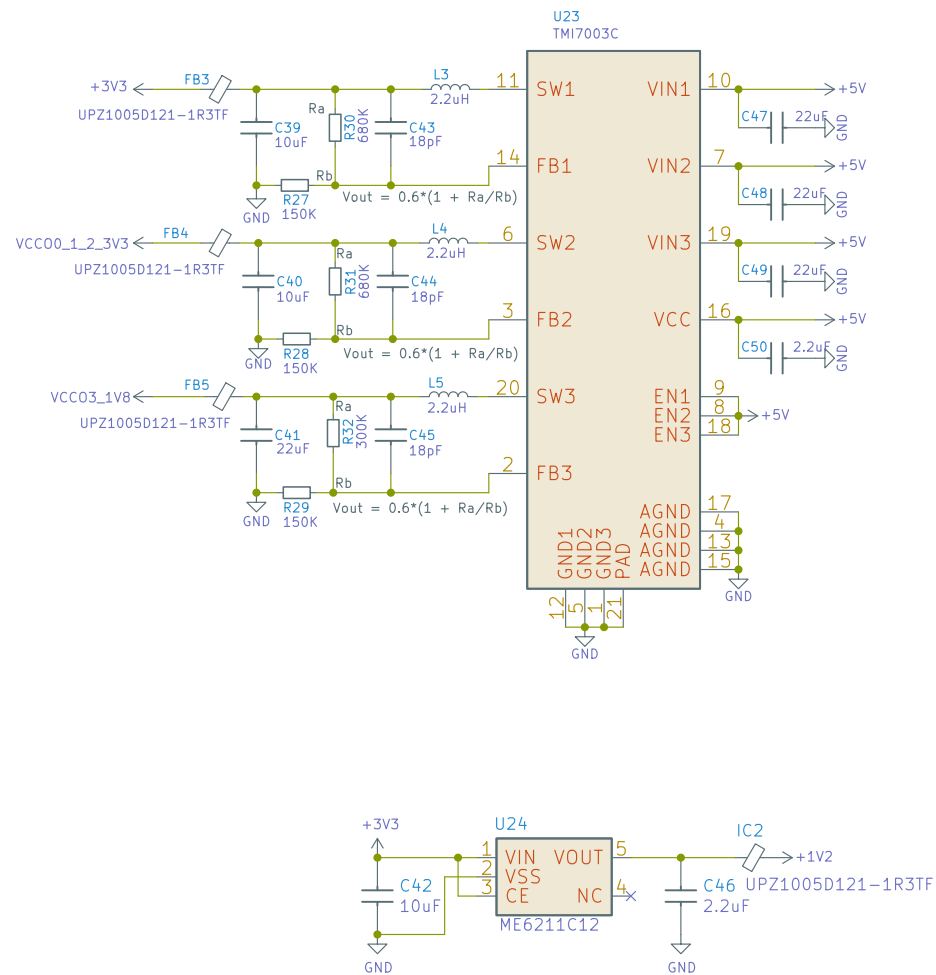 U23
TMI7003C
+3V3
FB3
UPZ1005D121-1R3TF
C39
10uF
Ra
R30
680K
C43
18pF
L3
2.2uH
11
SW1
VIN1
10
+5V
C47
22uF
GND
Rb
R27
150K
GND
Vout = 0.6*(1 + Ra/Rb)
14
FB1
VIN2
7
+5V
C48
22uF
GND
VCCO0_1_2_3V3
FB4
UPZ1005D121-1R3TF
C40
10uF
Ra
R31
680K
C44
18pF
L4
2.2uH
6
SW2
VIN3
19
+5V
C49
22uF
GND
Rb
R28
150K
GND
Vout = 0.6*(1 + Ra/Rb)
3
FB2
VCC
16
+5V
C50
2.2uF
GND
VCCO3_1V8
FB5
UPZ1005D121-1R3TF
C41
22uF
Ra
R32
300K
C45
18pF
L5
2.2uH
20
SW3
EN1
9
EN2
8
+5V
EN3
18
Rb
R29
150K
GND
Vout = 0.6*(1 + Ra/Rb)
2
FB3
AGND
17
AGND
4
AGND
13
AGND
15
GND
GND1
GND2
GND3
PAD
12
5
1
21
GND
+3V3
U24
C42
10uF
GND
1
VIN
2
VSS
3
CE
VOUT
5
NC
4
ME6211C12
C46
2.2uF
GND
IC2
+1V2
UPZ1005D121-1R3TF